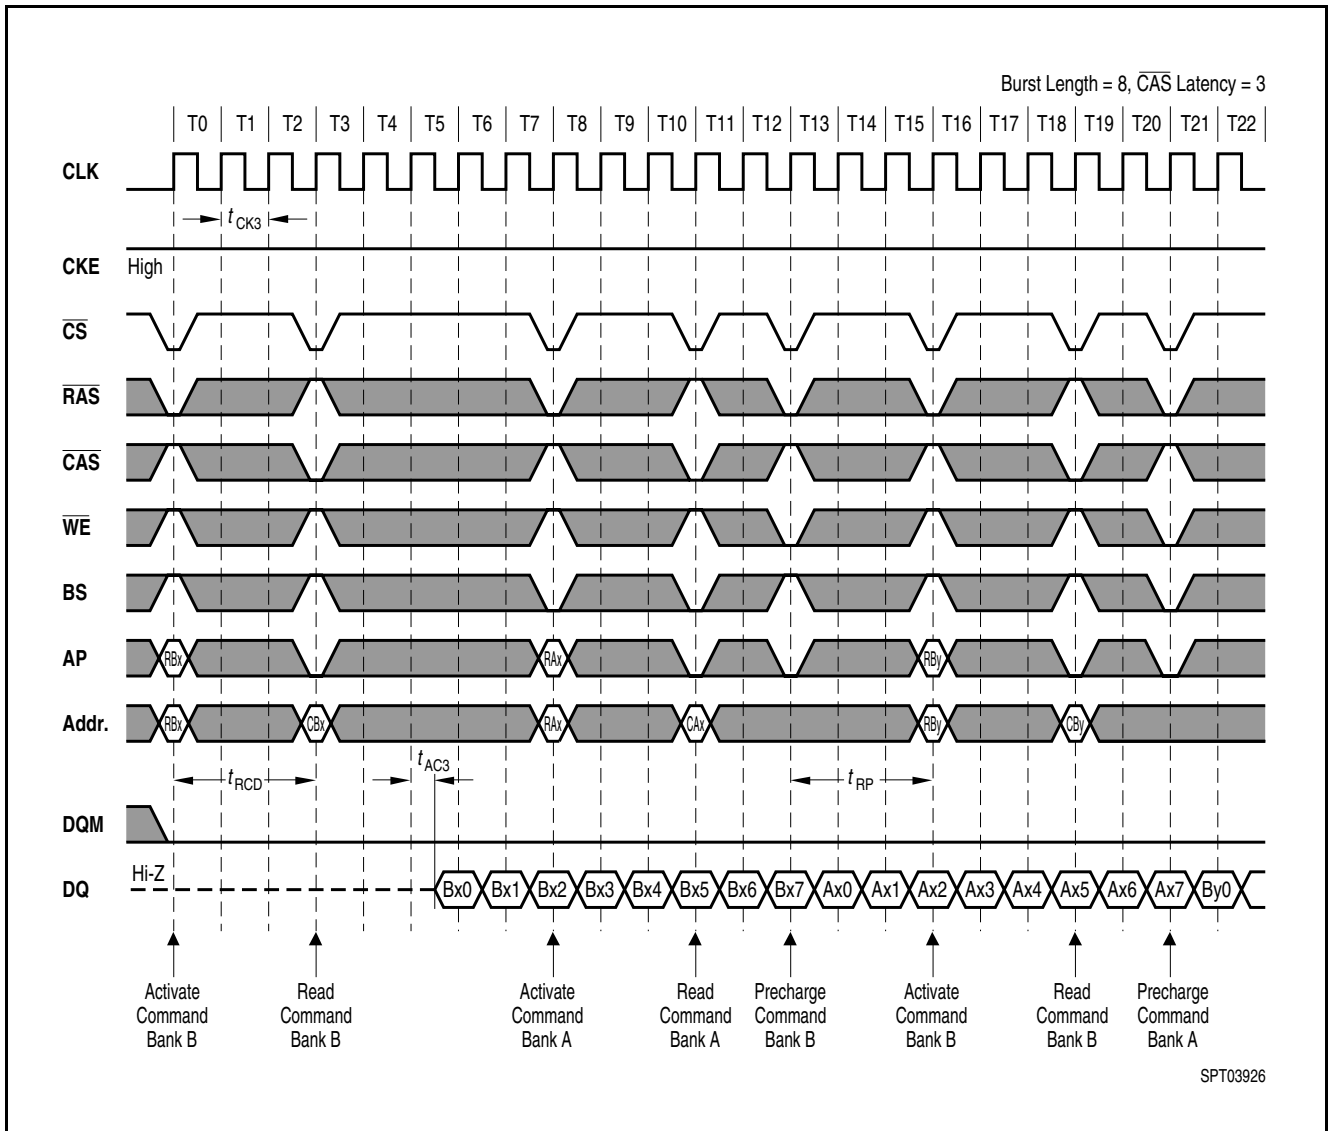 Burst Length = 8, CAS Latency = 3
T0 T1 T2 T3 T4 T5 T6 T7 T8 T9 T10 T11 T12 T13 T14 T15 T16 T17 T18 T19 T20 T21 T22
CLK
t CK3
CKE High
CS
RAS
CAS
WE
BS
AP RBx RAx RBy
Addr. RBx CBx RAx CAx RBy CBy
t RCD t AC3 t RP
DQM
Hi-Z
DQ Bx0 Bx1 Bx2 Bx3 Bx4 Bx5 Bx6 Bx7 Ax0 Ax1 Ax2 Ax3 Ax4 Ax5 Ax6 Ax7 By0
Activate Read Activate Read Precharge Activate Read Precharge
Command Command Command Command Command Command Command Command
Bank B Bank B Bank A Bank A Bank B Bank B Bank B Bank A
SPT03926